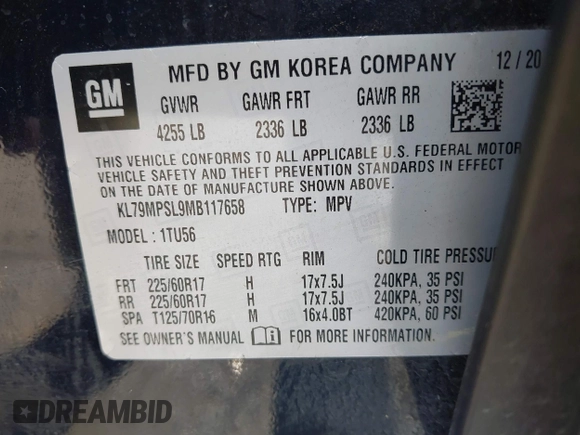 GM
MFD BY GM KOREA COMPANY 12/20
GVWR GAWR FRT GAWR RR
4255 LB 2336 LB 2336 LB
THIS VEHICLE CONFORMS TO ALL APPLICABLE U.S. FEDERAL MOTOR
VEHICLE SAFETY AND THEFT PREVENTION STANDARDS IN EFFECT
ON THE DATE OF MANUFACTURE SHOWN ABOVE.
KL79MPSL9MB117658 TYPE: MPV
MODEL: 1TU56
TIRE SIZE SPEED RTG RIM COLD TIRE PRESSU
FRT 225/60R17 H 17x7.5J 240KPA, 35 PSI
RR 225/60R17 H 17x7.5J 240KPA, 35 PSI
SPA T125/70R16 M 16x4.0BT 420KPA, 60 PSI
SEE OWNER'S MANUAL FOR MORE INFORMATION.
DREAMBID